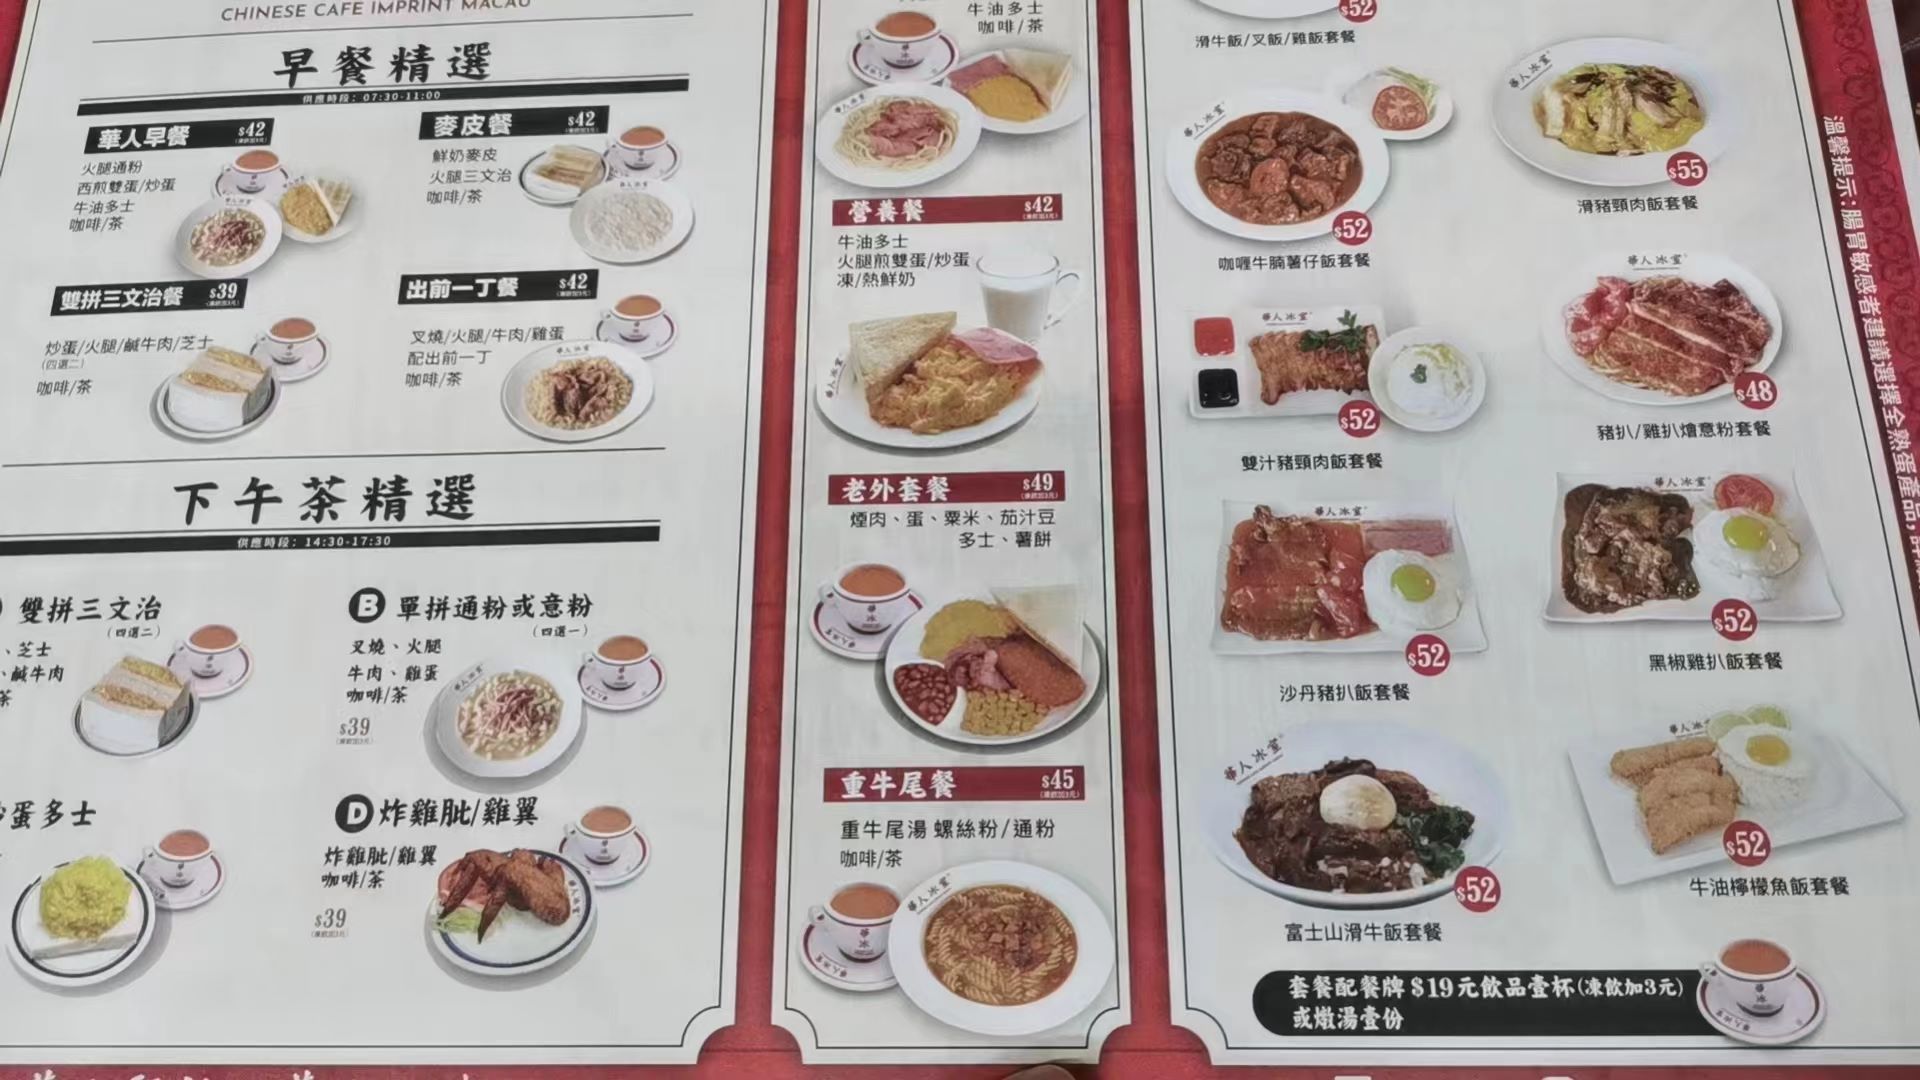 CHINESE CAFE IMPRINT MACAU
早餐精選
供應時段：07:30-11:00
華人早餐 $42
火腿通粉
西煎雙蛋/炒蛋
牛油多士
咖啡/茶
麥皮餐 $42
鮮奶麥皮
火腿三文治
咖啡/茶
雙拼三文治餐 $39
炒蛋/火腿/鹹牛肉/芝士
(四選二)
咖啡/茶
出前一丁餐 $42
叉燒/火腿/牛肉/雞蛋
配出前一丁
咖啡/茶
下午茶精選
供應時段：14:30-17:30
雙拼三文治
(四選二)
、芝士
、鹹牛肉
茶
B 單拼通粉或意粉
(四選一)
叉燒、火腿
牛肉、雞蛋
咖啡/茶
$39
蛋多士
D 炸雞肶/雞翼
炸雞肶/雞翼
咖啡/茶
$39
牛油多士
咖啡/茶
營養餐 $42
牛油多士
火腿煎雙蛋/炒蛋
凍/熱鮮奶
老外套餐 $49
煙肉、蛋、粟米、茄汁豆
多士、薯餅
重牛尾餐 $45
重牛尾湯 螺絲粉/通粉
咖啡/茶
$52
滑牛飯/叉飯/雞飯套餐
$52
咖喱牛腩薯仔飯套餐
$55
滑豬頸肉飯套餐
$52
雙汁豬頸肉飯套餐
$48
豬扒/雞扒燴意粉套餐
$52
沙丹豬扒飯套餐
$52
黑椒雞扒飯套餐
$52
富士山滑牛飯套餐
$52
牛油檸檬魚飯套餐
套餐配餐牌$19元飲品壹杯(凍飲加3元)
或燉湯壹份
溫馨提示：腸胃敏感者建議選擇全熟蛋產品，